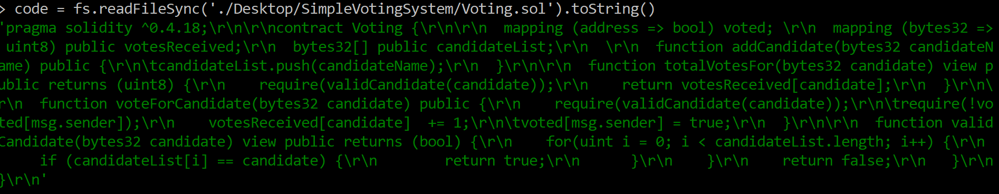 > code = fs.readFileSync('./Desktop/SimpleVotingSystem/Voting.sol').toString()
'pragma solidity ^0.4.18;\r\n\r\ncontract Voting {\r\n\r\n  mapping (address => bool) voted; \r\n  mapping (bytes32 =>
 uint8) public votesReceived;\r\n  bytes32[] public candidateList;\r\n  \r\n  function addCandidate(bytes32 candidateN
ame) public {\r\n\tcandidateList.push(candidateName);\r\n  }\r\n\r\n  function totalVotesFor(bytes32 candidate) view p
ublic returns (uint8) {\r\n    require(validCandidate(candidate));\r\n    return votesReceived[candidate];\r\n  }\r\n\
r\n  function voteForCandidate(bytes32 candidate) public {\r\n    require(validCandidate(candidate));\r\n\trequire(!vo
ted[msg.sender]);\r\n    votesReceived[candidate]  += 1;\r\n\tvoted[msg.sender] = true;\r\n  }\r\n\r\n  function valid
Candidate(bytes32 candidate) view public returns (bool) {\r\n    for(uint i = 0; i < candidateList.length; i++) {\r\n 
     if (candidateList[i] == candidate) {\r\n        return true;\r\n      }\r\n    }\r\n    return false;\r\n   }\r\n
}\r\n'